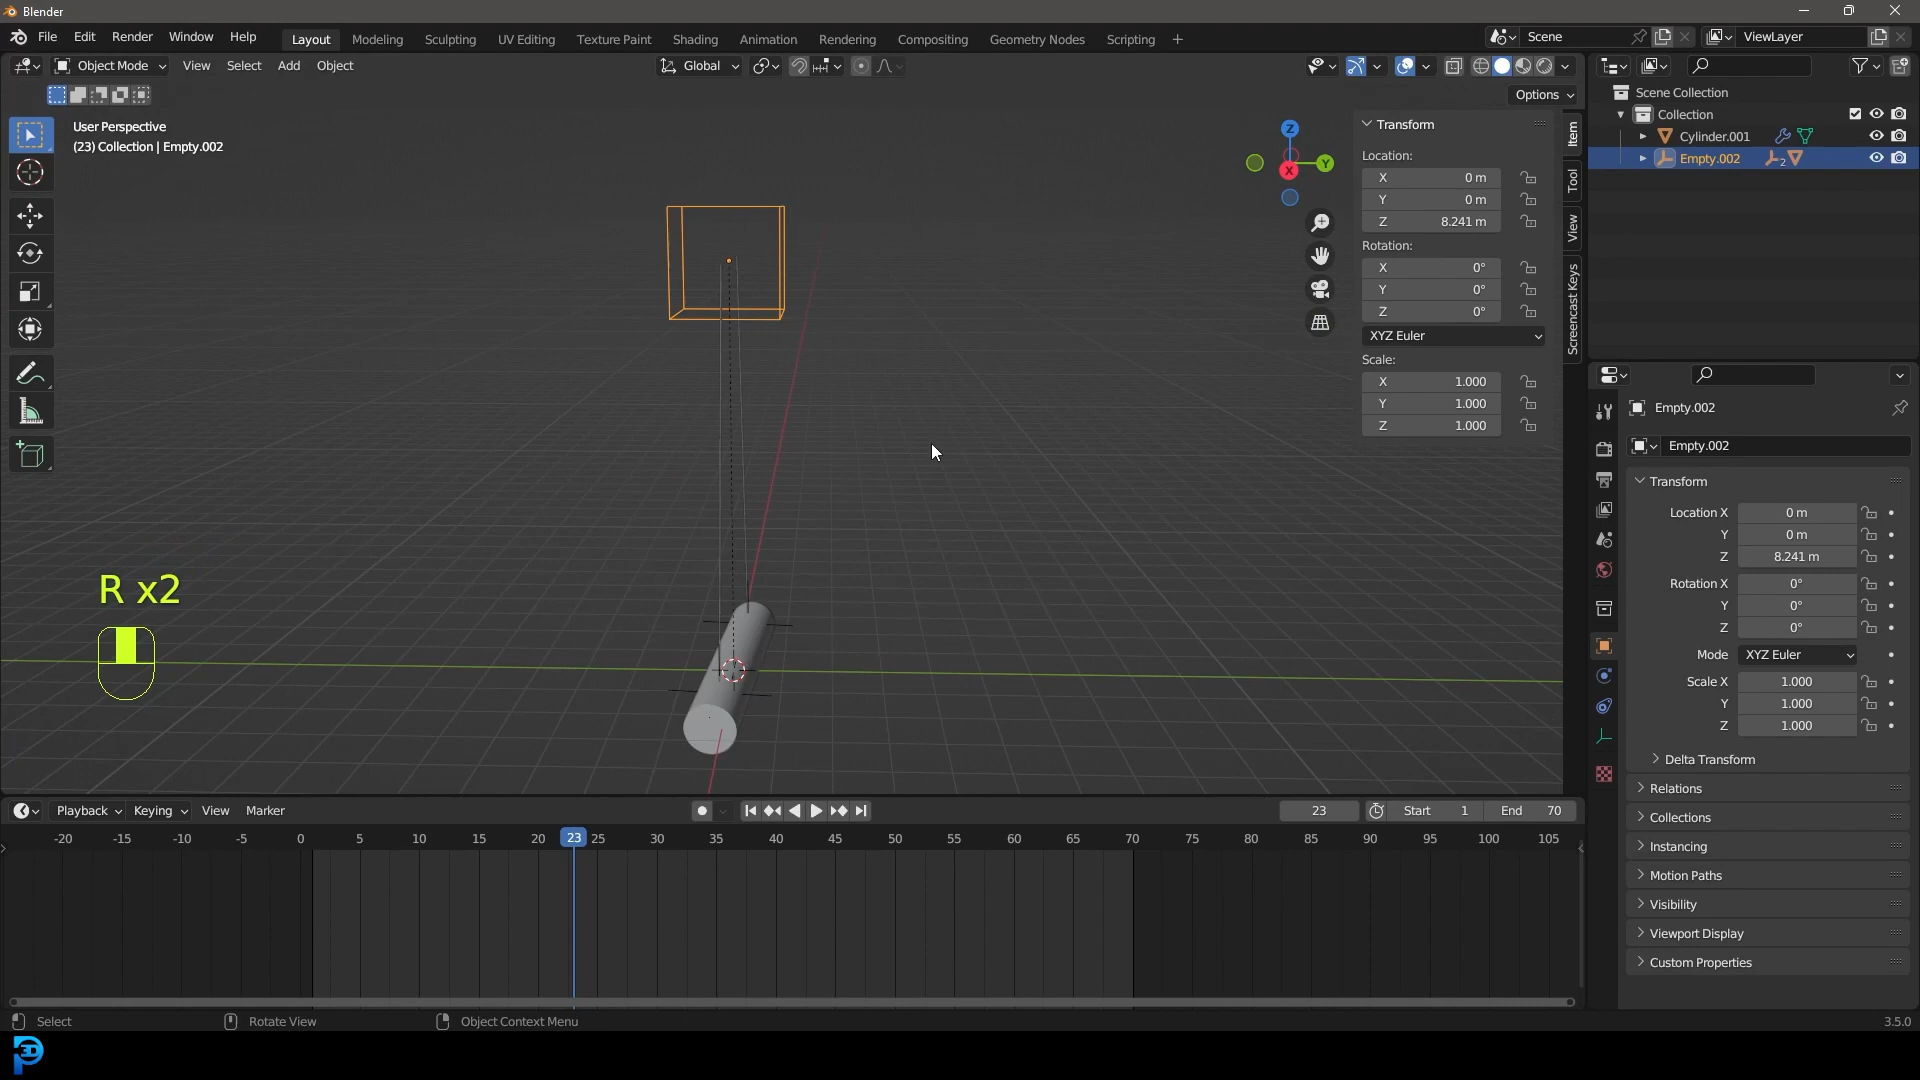 Blender
File Edit Render Window Help Layout Modeling Sculpting UV Editing Texture Paint Shading Animation Rendering Compositing Geometry Nodes Scripting + Scene ViewLayer
Object Mode View Select Add Object Global
Options
User Perspective
(23) Collection | Empty.002
Z
Y
X
Transform
Location:
X 0 m
Y 0 m
Z 8.241 m
Rotation:
X 0°
Y 0°
Z 0°
XYZ Euler
Scale:
X 1.000
Y 1.000
Z 1.000
Item
Tool
View
Screencast Keys
Scene Collection
Collection
Cylinder.001
Empty.002 2
Empty.002
Empty.002
Transform
Location X 0 m
Y 0 m
Z 8.241 m
Rotation X 0°
Y 0°
Z 0°
Mode XYZ Euler
Scale X 1.000
Y 1.000
Z 1.000
Delta Transform
Relations
Collections
Instancing
Motion Paths
Visibility
Viewport Display
Custom Properties
R x2
Playback Keying View Marker 23 Start 1 End 70
-20 -15 -10 -5 0 5 10 15 20 23 25 30 35 40 45 50 55 60 65 70 75 80 85 90 95 100 105
Select Rotate View Object Context Menu 3.5.0